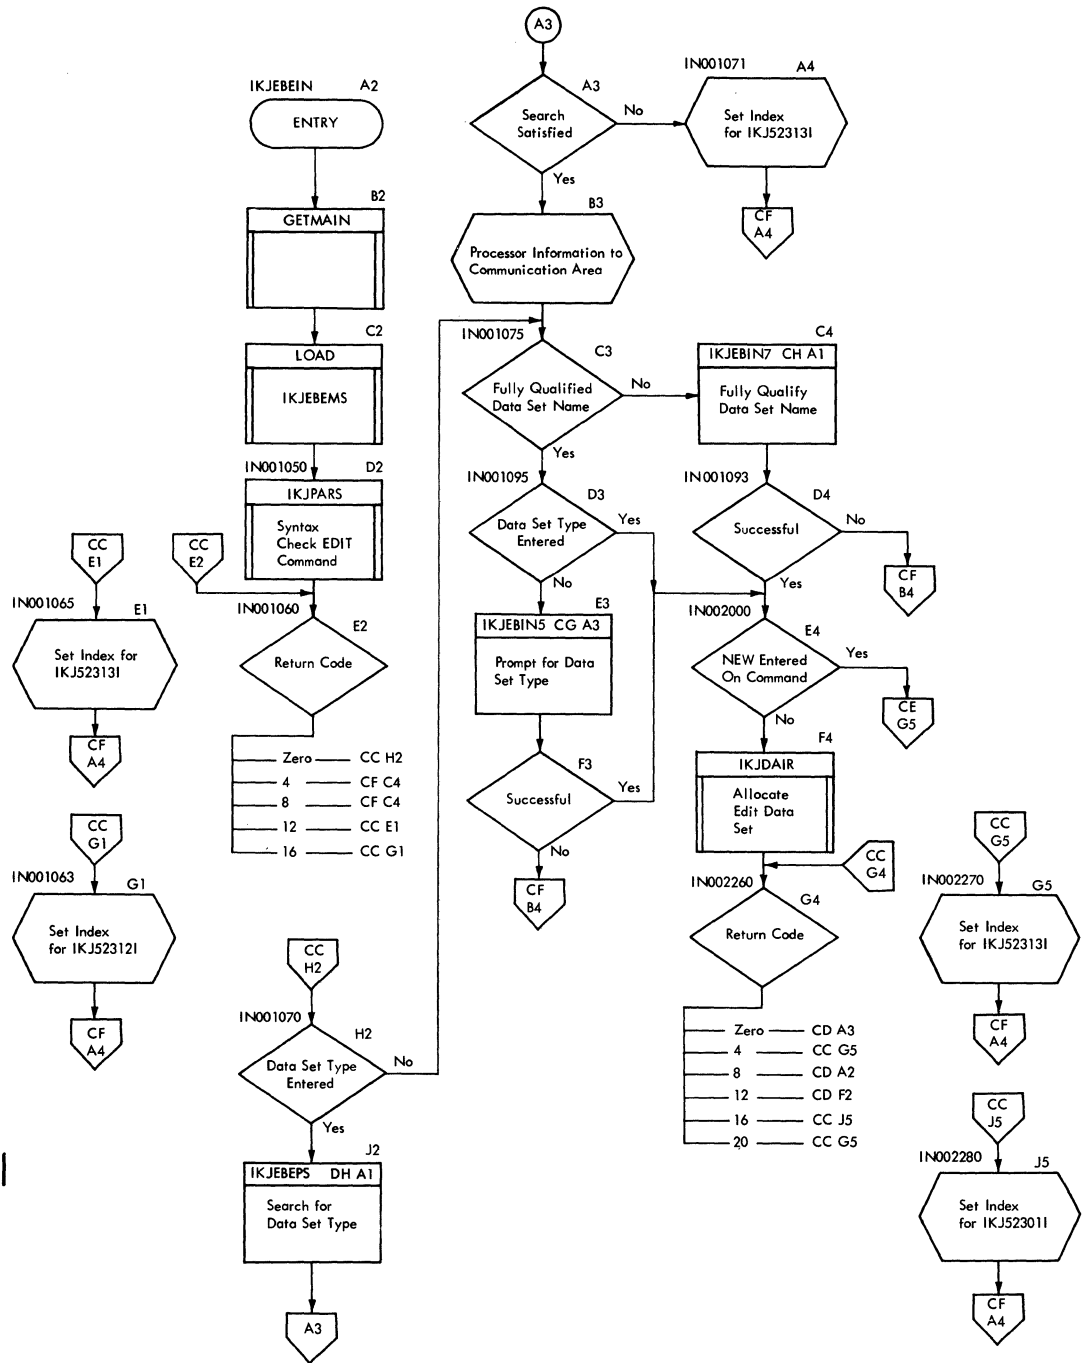 A3
IN001071
A4
A3
IKJEBEIN
A2
ENTRY
Search
Satisfied
No
Set Index
for IKJ52313I
Yes
B2
B3
CF
A4
GETMAIN
Processor Information to
Communication Area
C2
IN001075
C4
LOAD
C3
IKJEBIN7 CH A1
IKJEBEMS
Fully Qualified
Data Set Name
No
Fully Qualify
Data Set Name
Yes
IN001050
D2
IN001095
IN001093
IKJPARS
D3
D4
Syntax
Check EDIT
Command
Data Set Type
Entered
Yes
Successful
No
CC
E1
CC
E2
No
Yes
CF
B4
IN001065
E1
IN001060
E2
E3
IN002000
E4
IKJEBIN5 CG A3
Set Index for
IKJ52313I
Return Code
Prompt for Data
Set Type
NEW Entered
On Command
Yes
CE
G5
No
CF
A4
Zero CC H2
4 CF C4
8 CF C4
12 CC E1
16 CC G1
F3
F4
IKJDAIR
Successful
Yes
Allocate
Edit Data
Set
No
CC
G1
CC
G5
CC
G4
IN001063
G1
CF
B4
IN002260
G4
IN002270
G5
Set Index
for IKJ52312I
Return Code
Set Index
for IKJ52313I
CC
H2
CF
A4
IN001070
H2
CF
A4
Data Set Type
Entered
No
Zero CD A3
4 CC G5
8 CD A2
12 CD F2
16 CC J5
20 CC G5
Yes
CC
J5
J2
IN002280
J5
IKJEBEPS DH A1
Search for
Data Set Type
Set Index
for IKJ52301I
A3
CF
A4